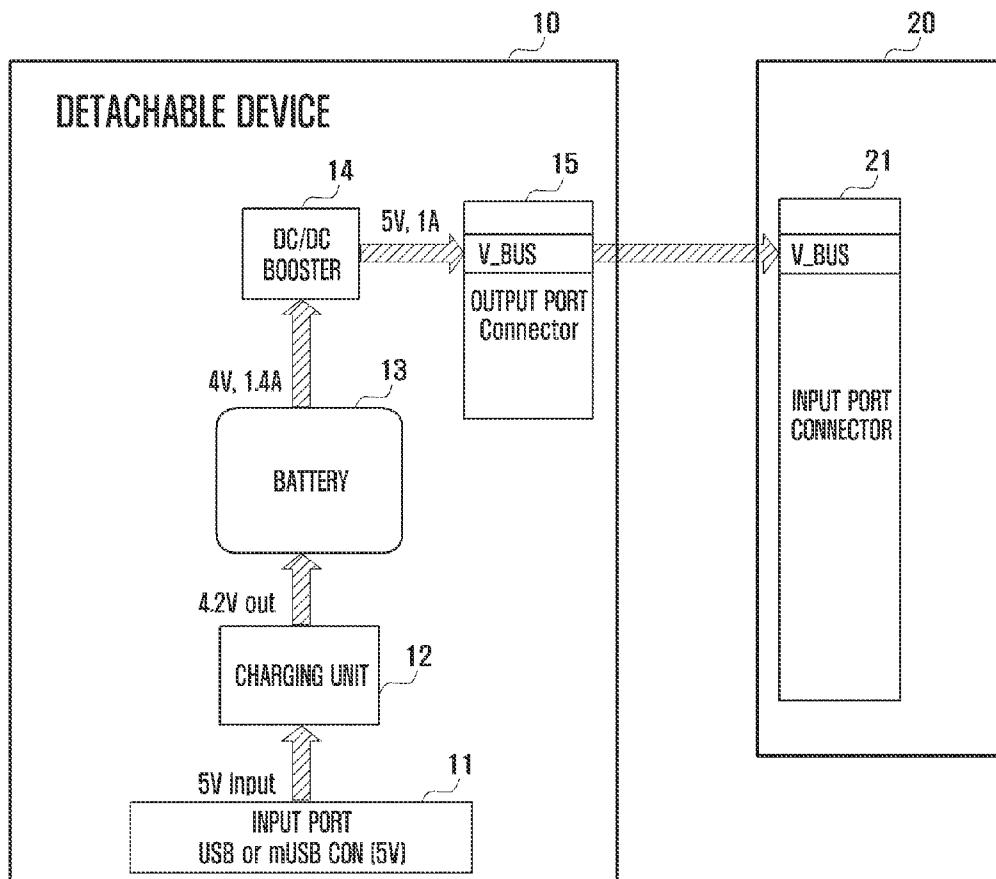 10
20
DETACHABLE DEVICE
14
15
21
DC/DC
BOOSTER
5V, 1A
V_BUS
V_BUS
OUTPUT PORT
Connector
4V, 1.4A
13
INPUT PORT
CONNECTOR
BATTERY
4.2V out
CHARGING UNIT
12
5V Input
11
INPUT PORT
USB or mUSB CON (5V)